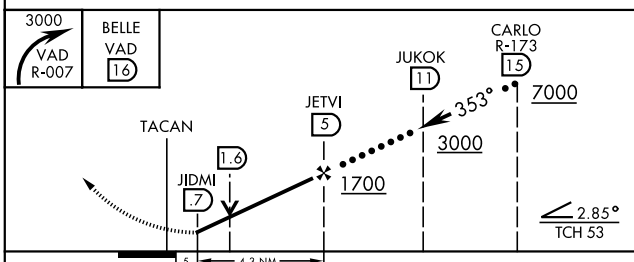 3000
VAD
R-007
BELLE
VAD
16
CARLO
R-173
15
JUKOK
11
353°
7000
JETVI
5
3000
TACAN
1.6
1700
JIDMI
.7
2.85°
TCH 53
.5
4.3 NM